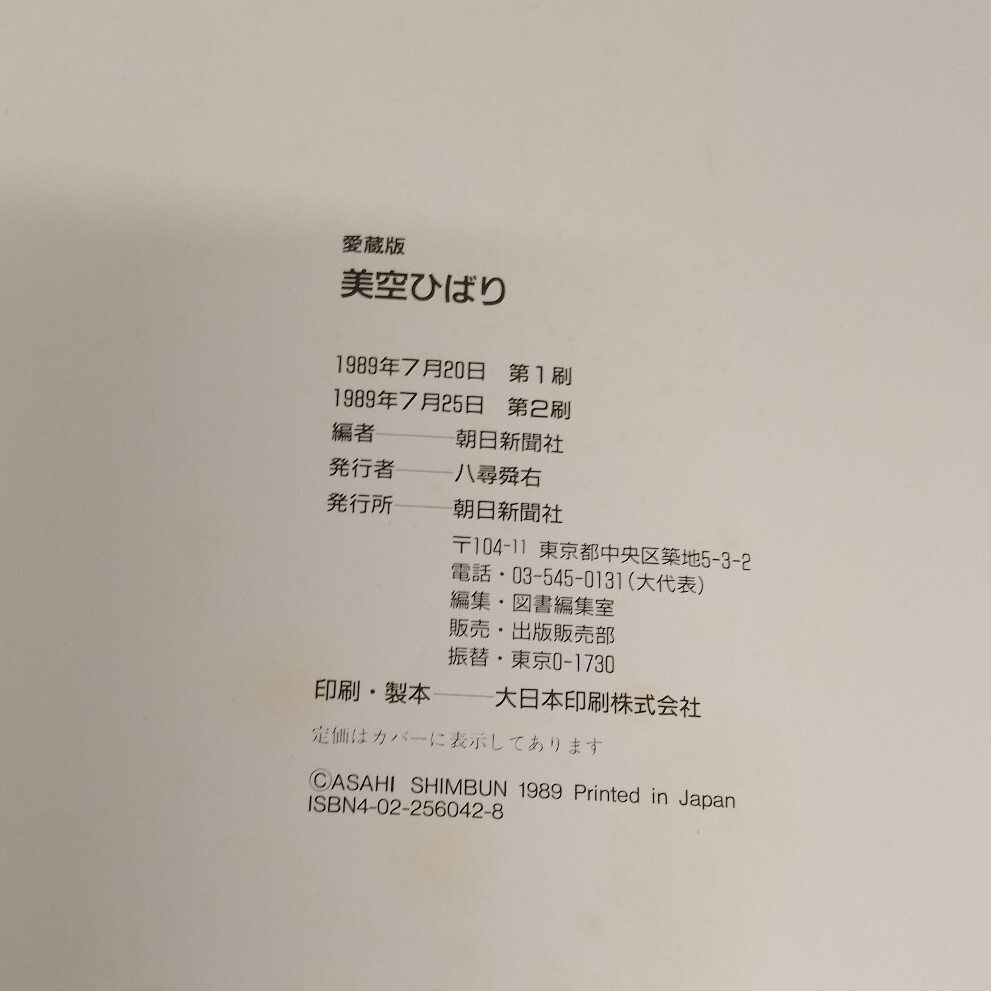 愛蔵版
美空ひばり
1989年7月20日 第1刷
1989年7月25日 第2刷
編者──朝日新聞社
発行者──八尋舜右
発行所──朝日新聞社
〒104-11 東京都中央区築地5-3-2
電話・03-545-0131(大代表)
編集・図書編集室
販売・出版販売部
振替・東京0-1730
印刷・製本──大日本印刷株式会社
定価はカバーに表示してあります
©ASAHI SHIMBUN 1989 Printed in Japan
ISBN4-02-256042-8